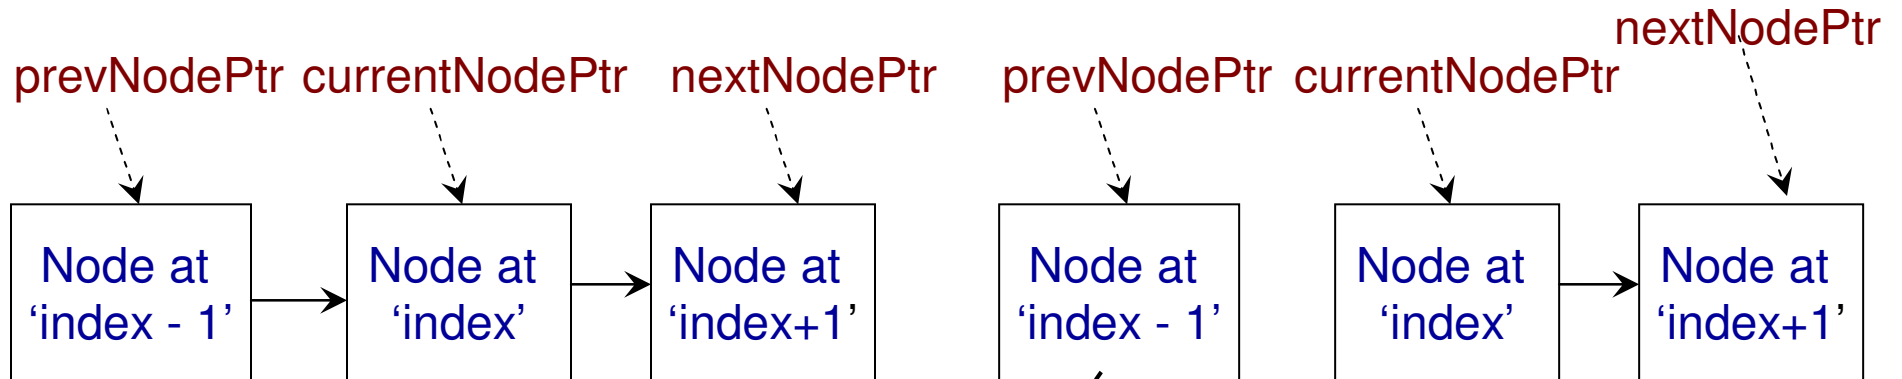 nextNodePtr
prevNodePtr currentNodePtr nextNodePtr prevNodePtr currentNodePtr
Node at Node at Node at Node at Node at Node at
‘index - 1’ ‘index’ ‘index+1’ ‘index - 1’ ‘index’ ‘index+1’